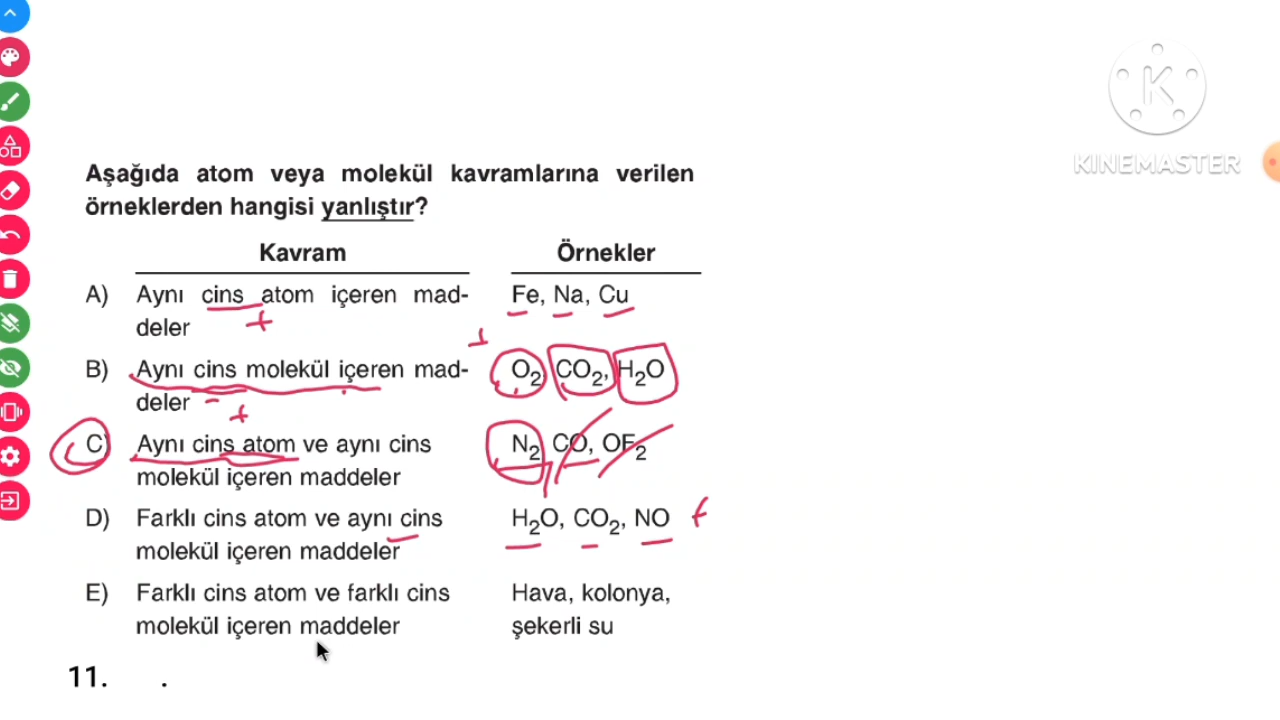 KINEMASTER
Aşağıda atom veya molekül kavramlarına verilen
örneklerden hangisi yanlıştır?
Kavram Örnekler
A) Aynı cins atom içeren mad- Fe, Na, Cu
deler
B) Aynı cins molekül içeren mad- O₂, CO₂, H₂O
deler
C) Aynı cins atom ve aynı cins N₂, CO, OF₂
molekül içeren maddeler
D) Farklı cins atom ve aynı cins H₂O, CO₂, NO
molekül içeren maddeler
E) Farklı cins atom ve farklı cins Hava, kolonya,
molekül içeren maddeler şekerli su
11. .